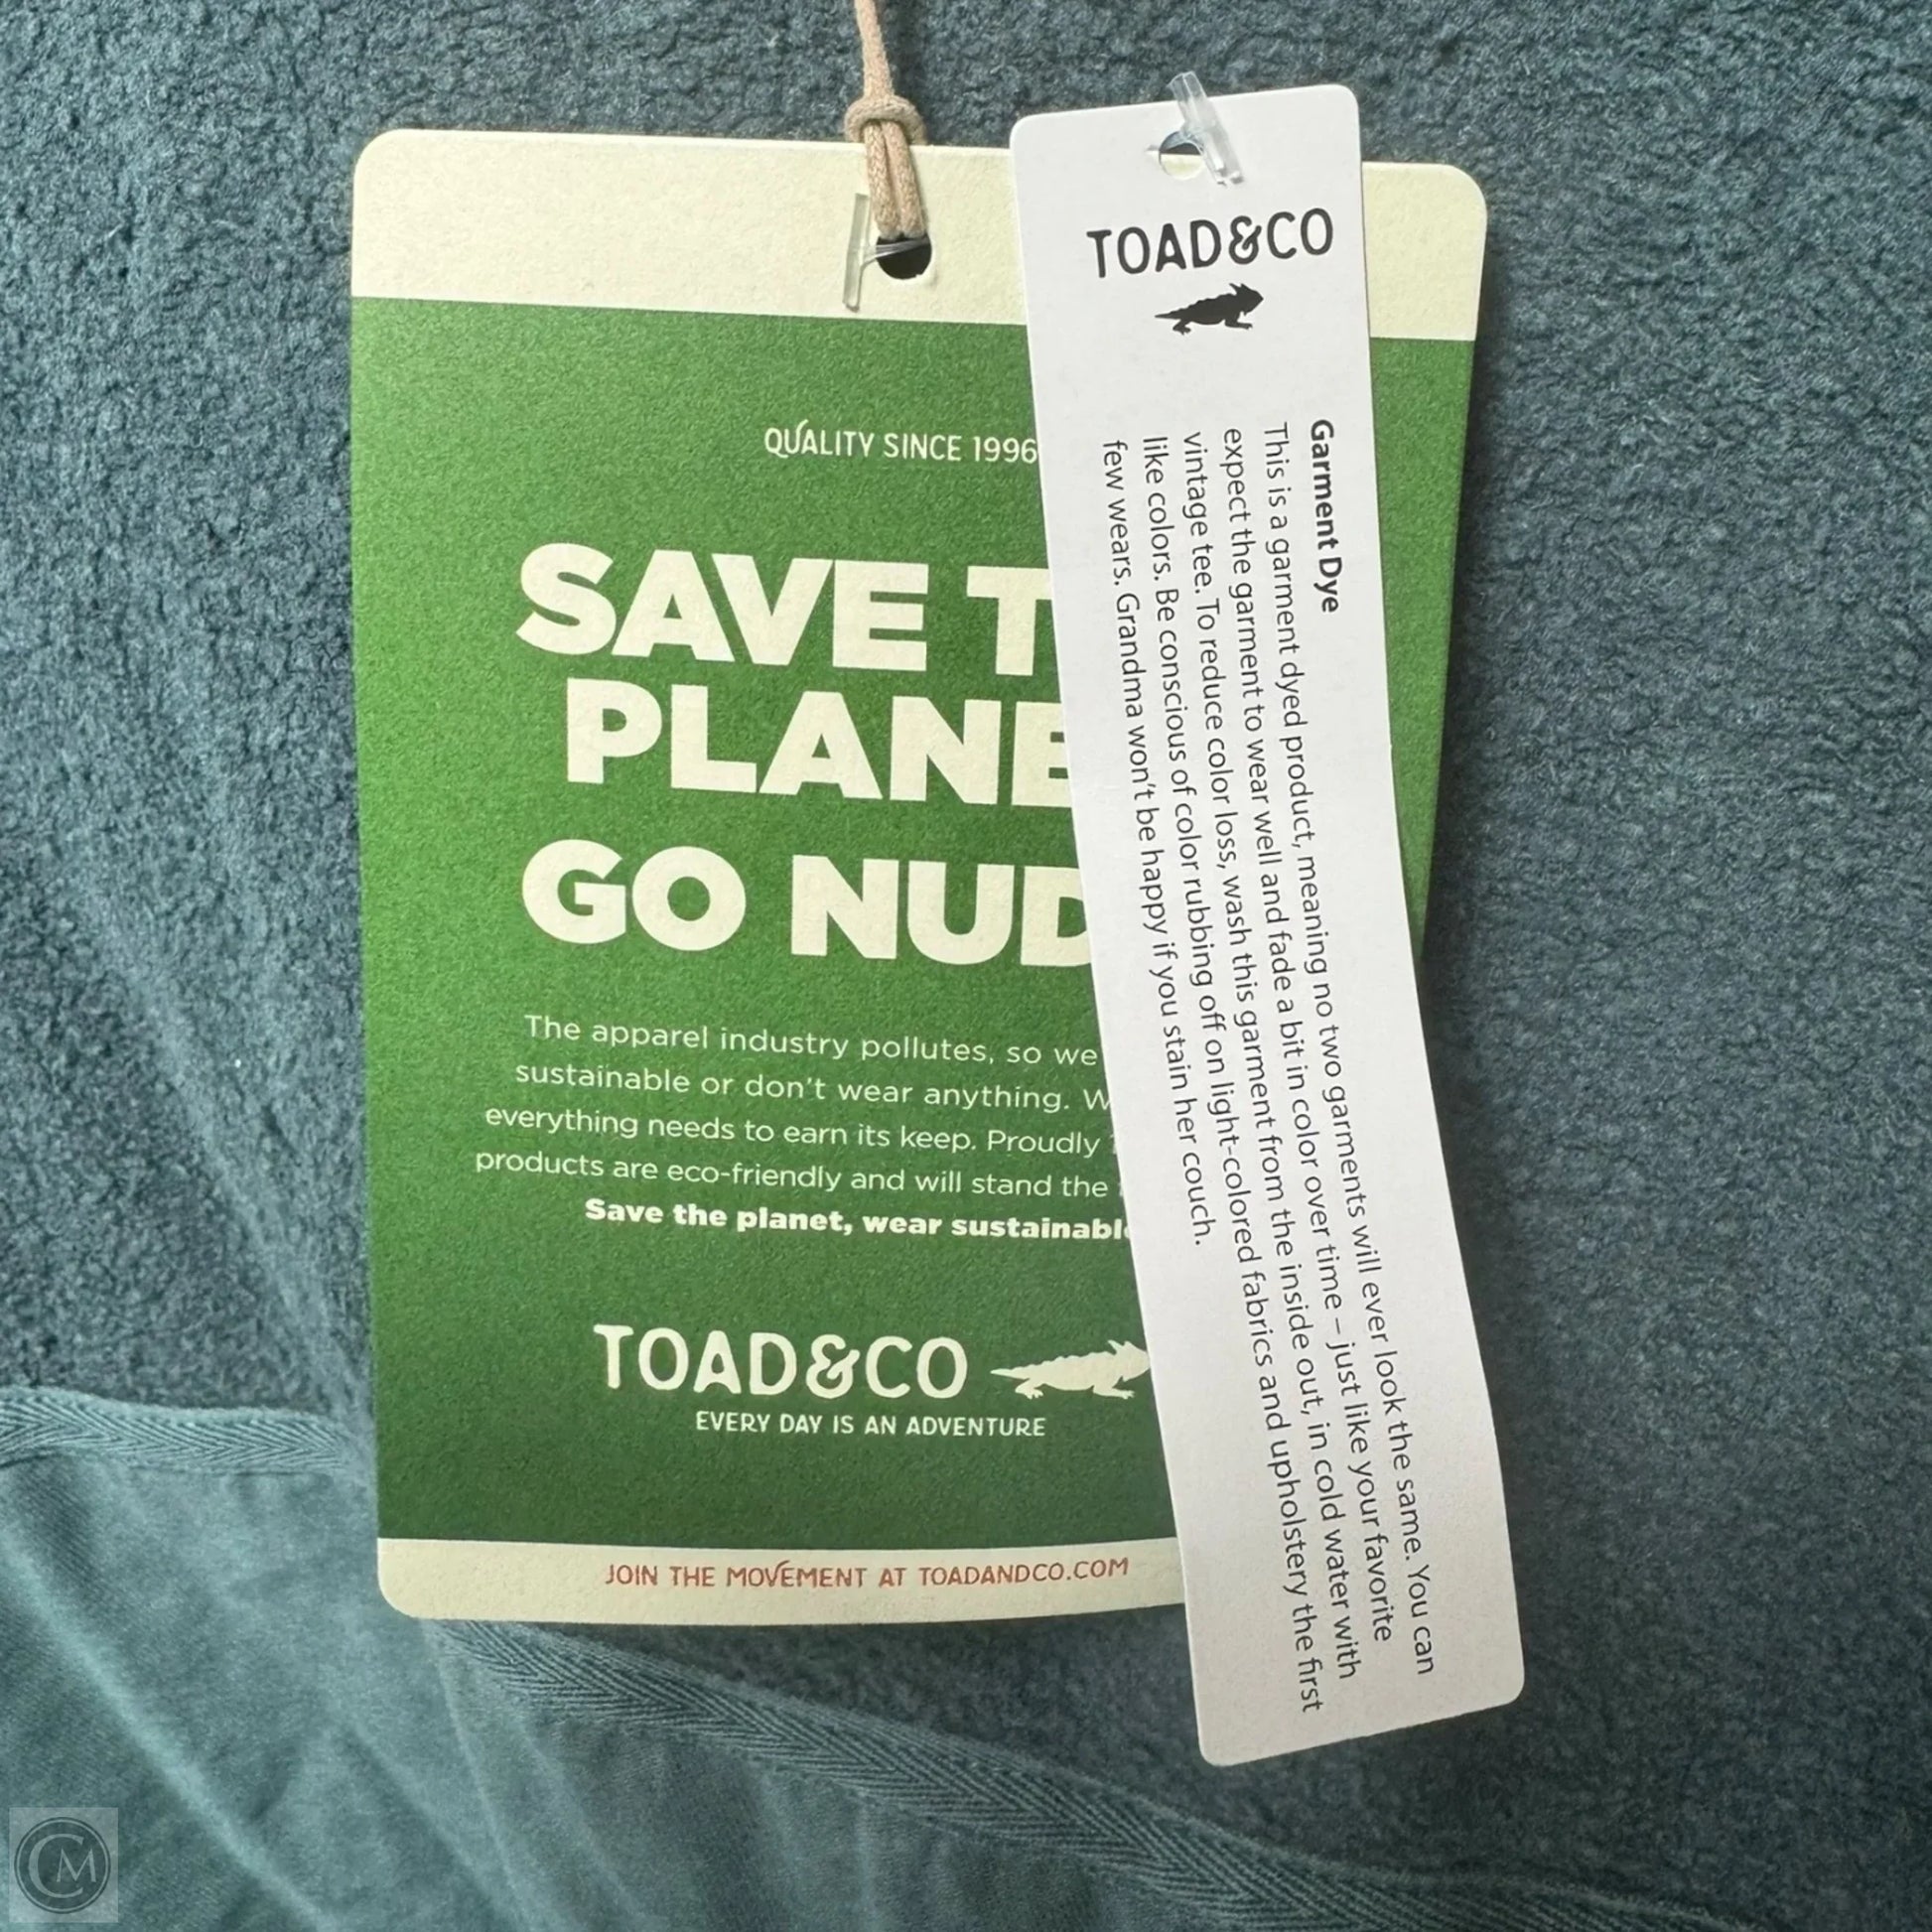 QUALITY SINCE 1996
SAVE
GO
The apparel industry pollutes, so we
sustainable or don't wear anything.
everything needs to earn its keep. Proudly
products are eco-friendly and will stand the
Save the planet, wear
TOAD&CO
EVERY DAY IS AN ADVENTURE
JOIN THE MOVEMENT AT TOADANDCO.COM
TOAD&CO
Garment Dye
This is a garment dyed product, meaning no two garments will ever look the same. You can
expect the garment to wear well and fade a bit in color over time – just like your favorite
vintage tee. To reduce color loss, wash this garment from the inside out, in cold water with
like colors. Be conscious of color rubbing off on light-colored fabrics and upholstery the first
few wears. Grandma won't be happy if you stain her couch.
CM